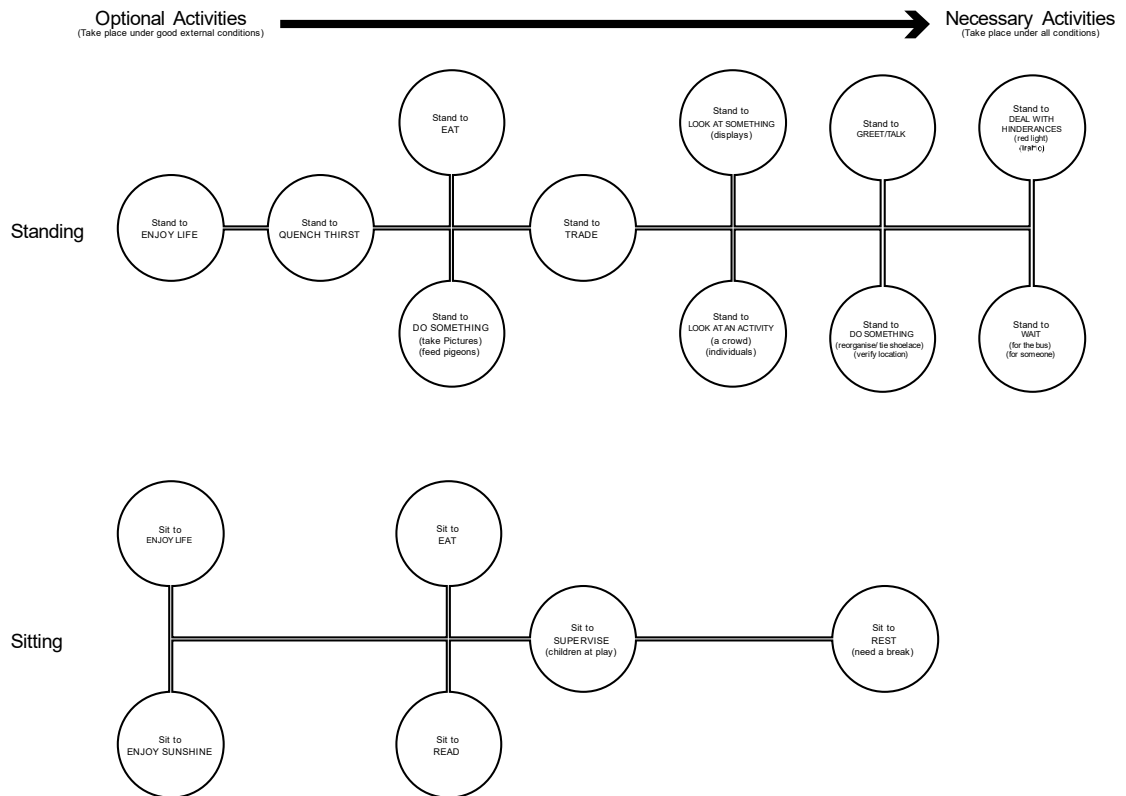 Optional Activities
(Take place under good external conditions)
Necessary Activities
(Take place under all conditions)
Standing
Stand to
ENJOY LIFE
Stand to
QUENCH THIRST
Stand to
EAT
Stand to
DO SOMETHING
(take Pictures)
(feed pigeons)
Stand to
TRADE
Stand to
LOOK AT SOMETHING
(displays)
Stand to
LOOK AT AN ACTIVITY
(a crowd)
(individuals)
Stand to
GREET/TALK
Stand to
DO SOMETHING
(reorganise/ tie shoelace)
(verify location)
Stand to
DEAL WITH
HINDERANCES
(red light)
(traffic)
Stand to
WAIT
(for the bus)
(for someone)
Sitting
Sit to
ENJOY LIFE
Sit to
ENJOY SUNSHINE
Sit to
EAT
Sit to
READ
Sit to
SUPERVISE
(children at play)
Sit to
REST
(need a break)